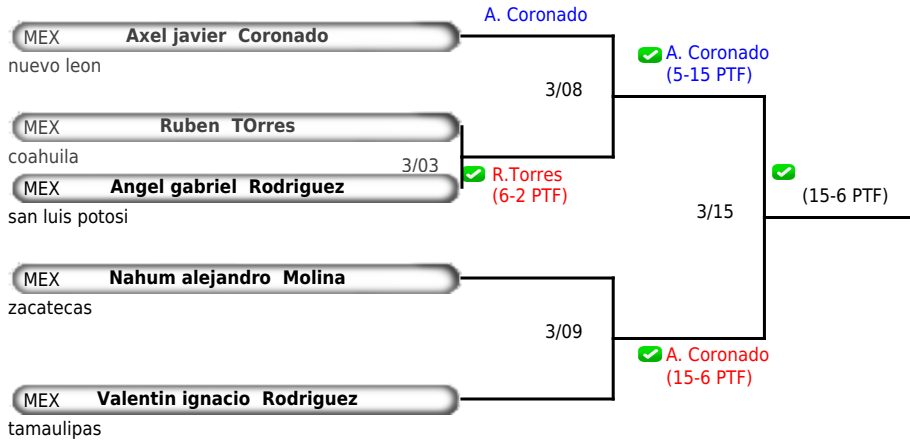 A. Coronado
MEX Axel javier Coronado
nuevo leon
A. Coronado
(5-15 PTF)
3/08
MEX Ruben TOrres
coahuila
3/03
R.Torres
(6-2 PTF)
MEX Angel gabriel Rodriguez
san luis potosi
(15-6 PTF)
3/15
MEX Nahum alejandro Molina
zacatecas
3/09
A. Coronado
(15-6 PTF)
MEX Valentin ignacio Rodriguez
tamaulipas